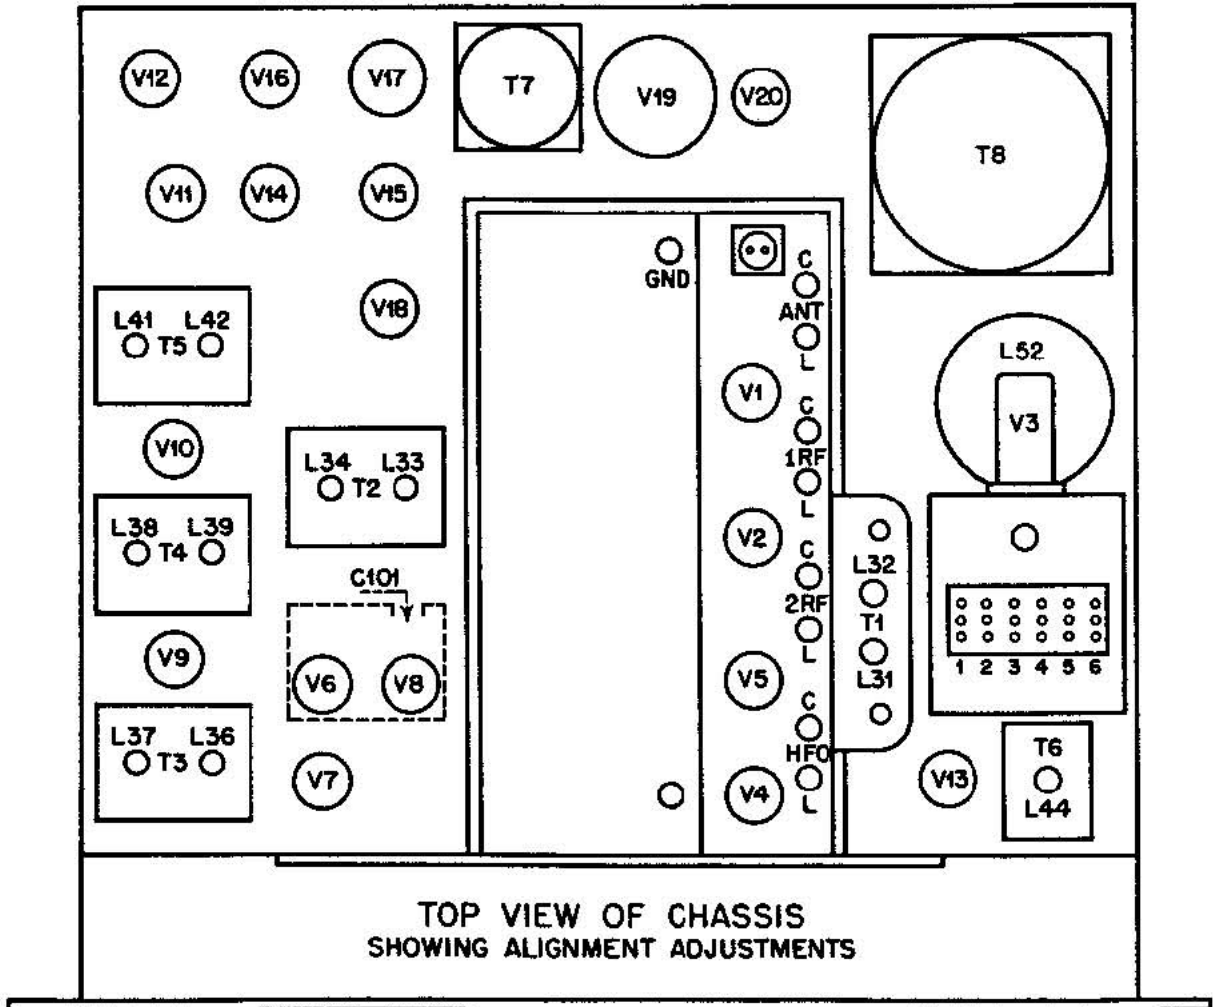 V12 V16 V17 T7 V19 V20
T8
V11 V14 V15
C
GND
ANT
V18
L41 L42
T5
L
L52
V1
C
V3
V10
1RF
L34 L33
T2
L
L38 L39
T4
V2
C
L32
C101
2RF
T1
L
V9
V6 V8
V5
L31
1 2 3 4 5 6
C
L37 L36
T3
HFO
T6
V7
V4
L
V13
L44
TOP VIEW OF CHASSIS
SHOWING ALIGNMENT ADJUSTMENTS